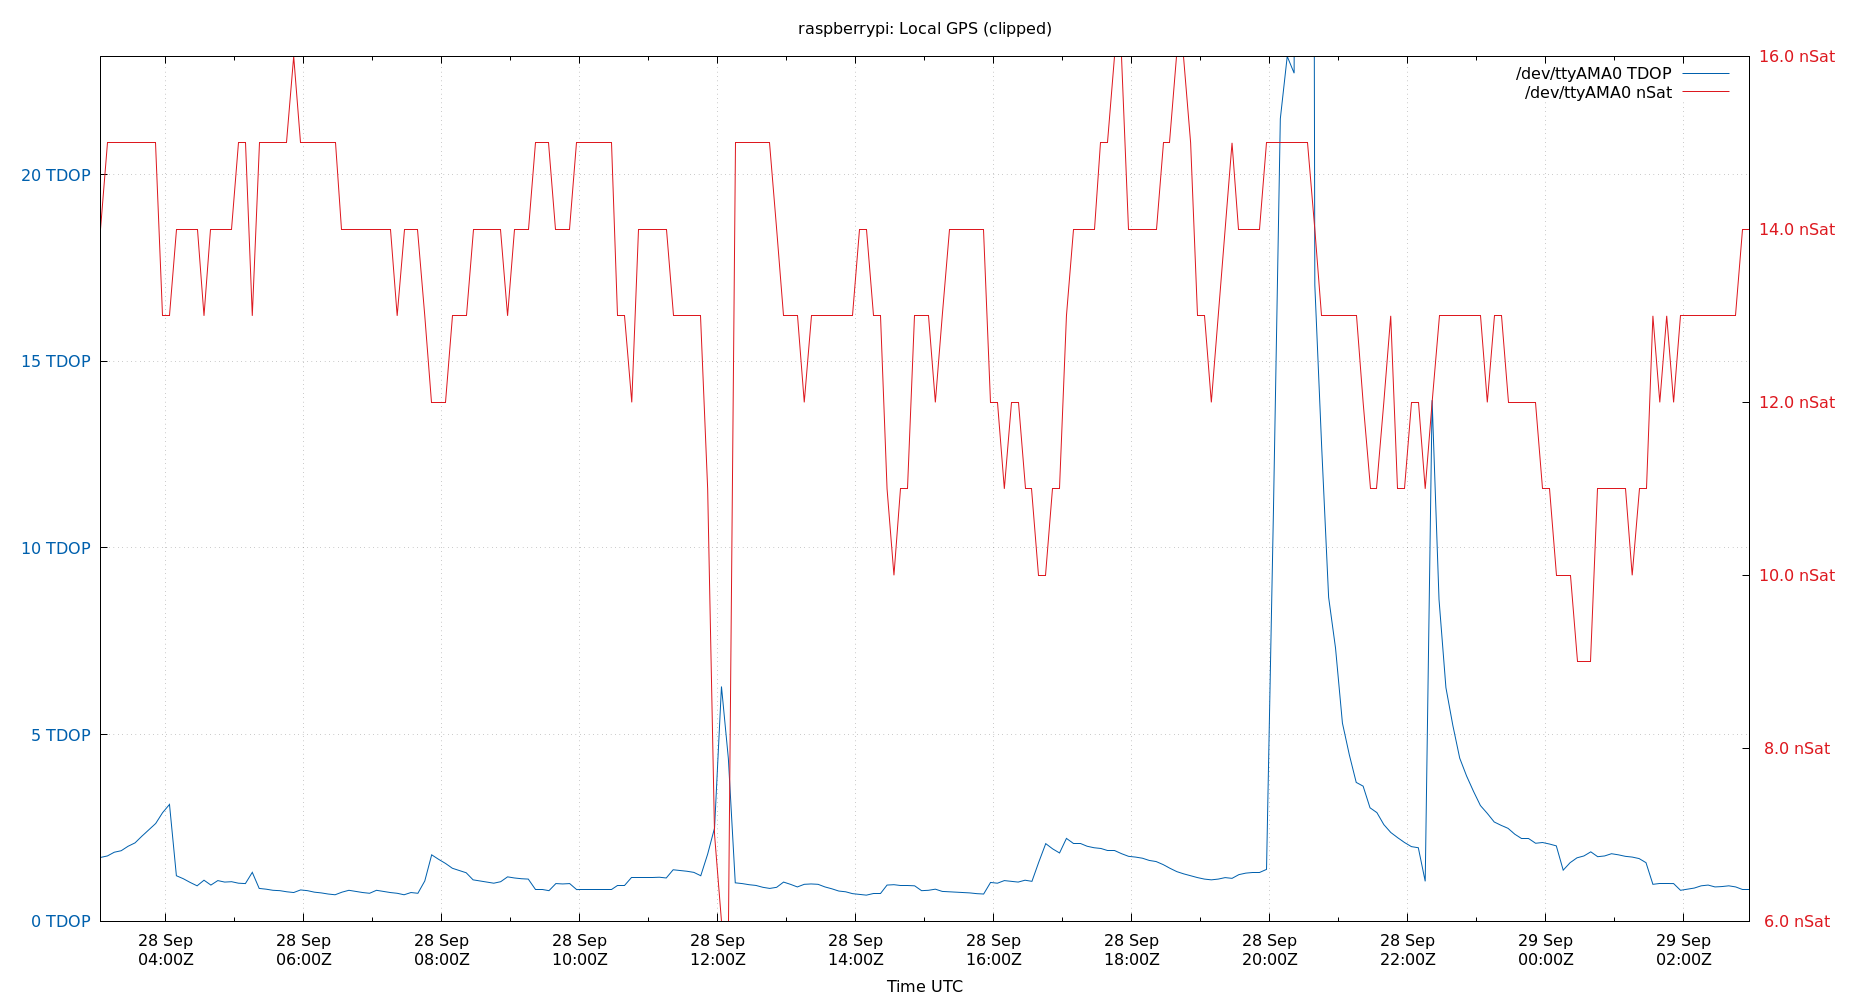 raspberrypi: Local GPS (clipped)
/dev/ttyAMA0 TDOP
/dev/ttyAMA0 nSat
20 TDOP
15 TDOP
10 TDOP
5 TDOP
0 TDOP
16.0 nSat
14.0 nSat
12.0 nSat
10.0 nSat
8.0 nSat
6.0 nSat
28 Sep 28 Sep 28 Sep 28 Sep 28 Sep 28 Sep 28 Sep 28 Sep 28 Sep 28 Sep 29 Sep 29 Sep
04:00Z 06:00Z 08:00Z 10:00Z 12:00Z 14:00Z 16:00Z 18:00Z 20:00Z 22:00Z 00:00Z 02:00Z
Time UTC